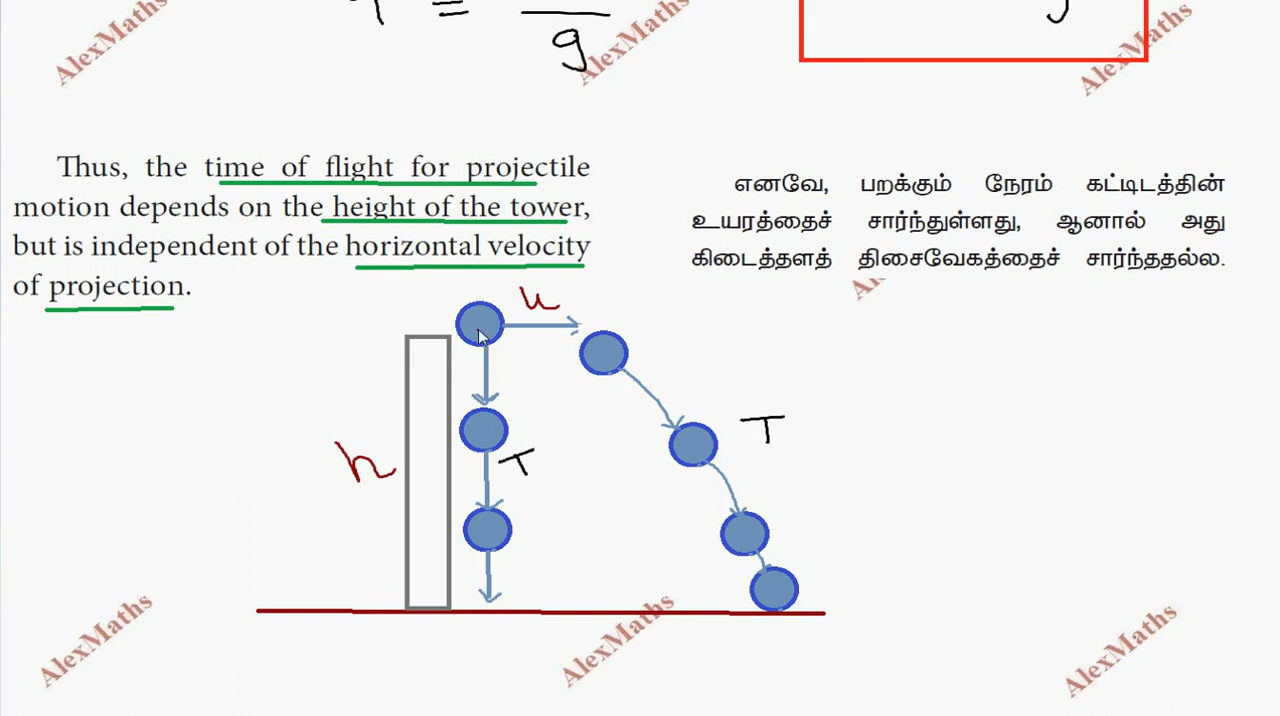 g
AlexMaths
AlexMaths
AlexMaths
Thus, the time of flight for projectile
motion depends on the height of the tower,
but is independent of the horizontal velocity
of projection.
எனவே, பறக்கும் நேரம் கட்டிடத்தின்
உயரத்தைச் சார்ந்துள்ளது, ஆனால் அது
கிடைத்தளத் திசைவேகத்தைச் சார்ந்ததல்ல.
u
h
T
T
AlexMaths
AlexMaths
AlexMaths